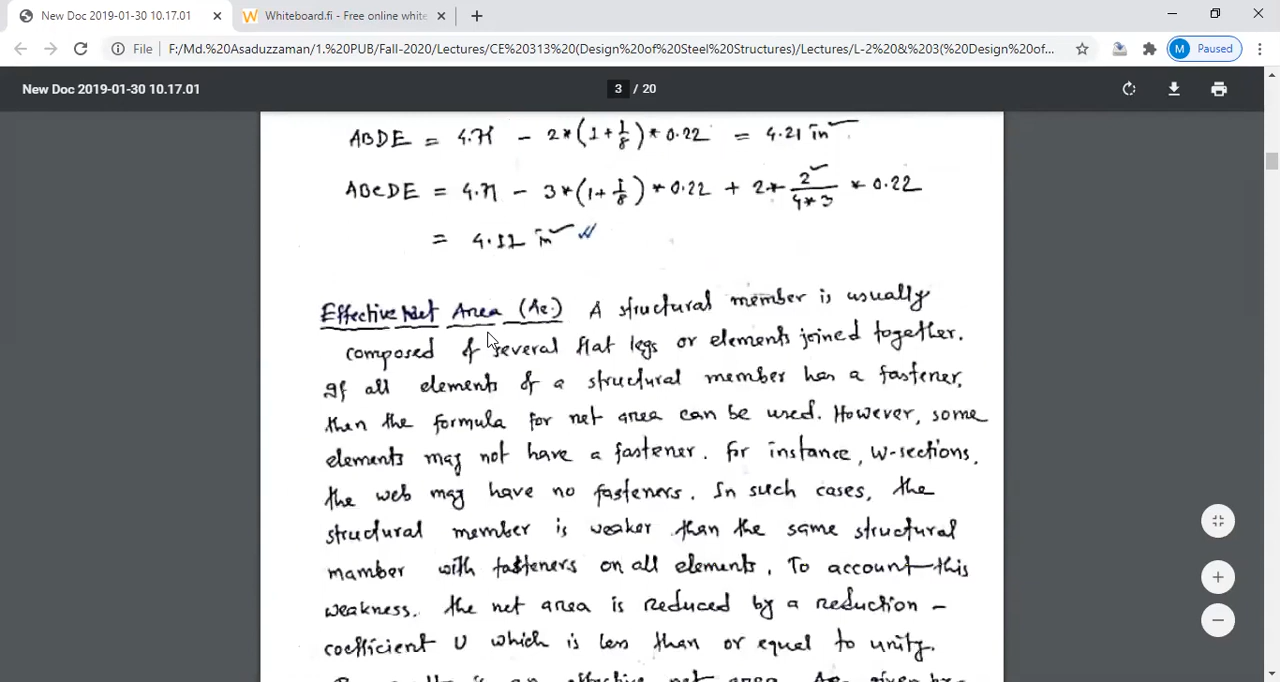 New Doc 2019-01-30 10.17.01
Whiteboard.fi - Free online white
File
F:/Md.%20Asaduzzaman/1.%20PUB/Fall-2020/Lecture/CE%20313%20(Design%20of%20Steel%20Structures)/Lectures/L-2%20&%203(%20Design%20of...
M Paused
New Doc 2019-01-30 10.17.01
3 / 20
ABDE = 4.71 - 2*(1+1/8)*0.22 = 4.21 in²
ABCDE = 4.71 - 3*(1+1/8)*0.22 + 2*2²/4*3 *0.22
= in²
Effective Net Area (Ae.) A structural member is usually
composed of several flat legs or elements joined together.
If all elements of a structural member has a fastener,
then the formula for net area can be used. However, some
elements may not have a fastener. For instance, W-sections,
the web may have no fasteners. In such cases, the
structural member is weaker than the same structural
mamber with fasteners on all elements. To account this
weakness. the net area is reduced by a reduction -
coefficient U which is less than or equal to unity.
net area